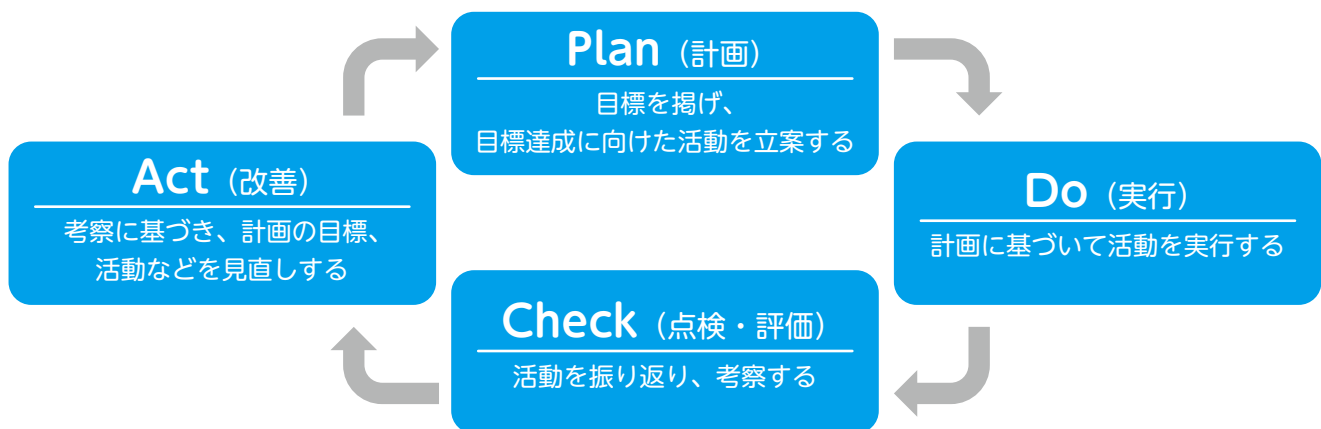 Plan（計画）
目標を掲げ、
目標達成に向けた活動を立案する
Do（実行）
計画に基づいて活動を実行する
Check（点検・評価）
活動を振り返り、考察する
Act（改善）
考察に基づき、計画の目標、
活動などを見直しする